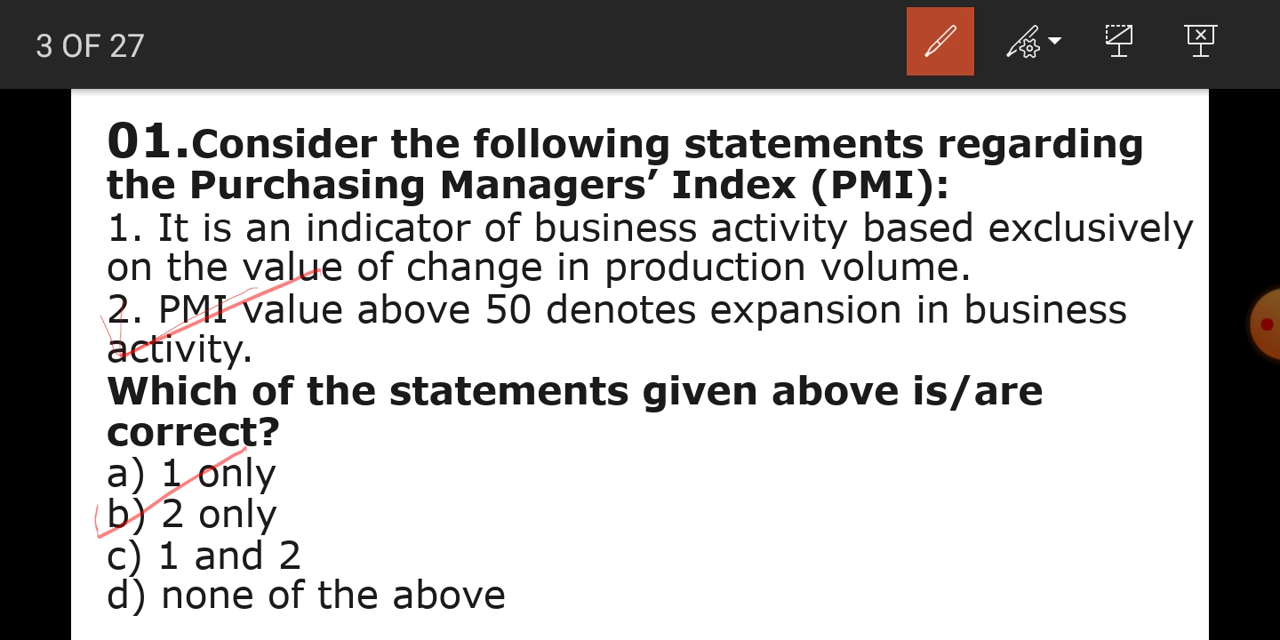 3 OF 27
01.Consider the following statements regarding
the Purchasing Managers’ Index (PMI):
1. It is an indicator of business activity based exclusively
on the value of change in production volume.
2. PMI value above 50 denotes expansion in business
activity.
Which of the statements given above is/are
correct?
a) 1 only
b) 2 only
c) 1 and 2
d) none of the above